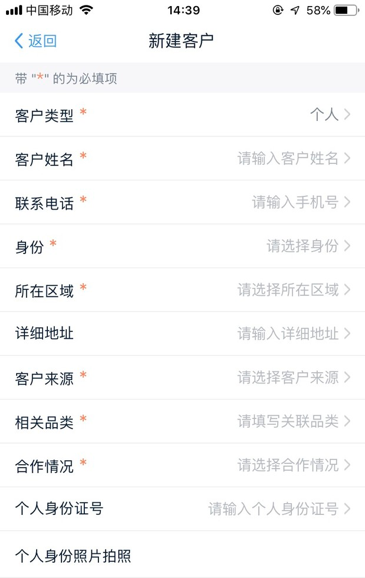 中国移动 14:39 58%
返回 新建客户
带 "*" 的为必填项
客户类型 * 个人
客户姓名 * 请输入客户姓名
联系电话 * 请输入手机号
身份 * 请选择身份
所在区域 * 请选择所在区域
详细地址 请输入详细地址
客户来源 * 请选择客户来源
相关品类 * 请填写关联品类
合作情况 * 请选择合作情况
个人身份证号 请输入个人身份证号
个人身份照片拍照